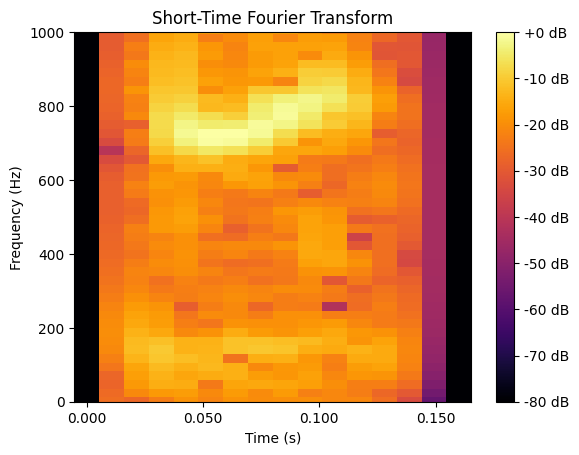 Short-Time Fourier Transform
Frequency (Hz)
1000
800
600
400
200
0
0.000
0.050
0.100
0.150
Time (s)
+0 dB
-10 dB
-20 dB
-30 dB
-40 dB
-50 dB
-60 dB
-70 dB
-80 dB